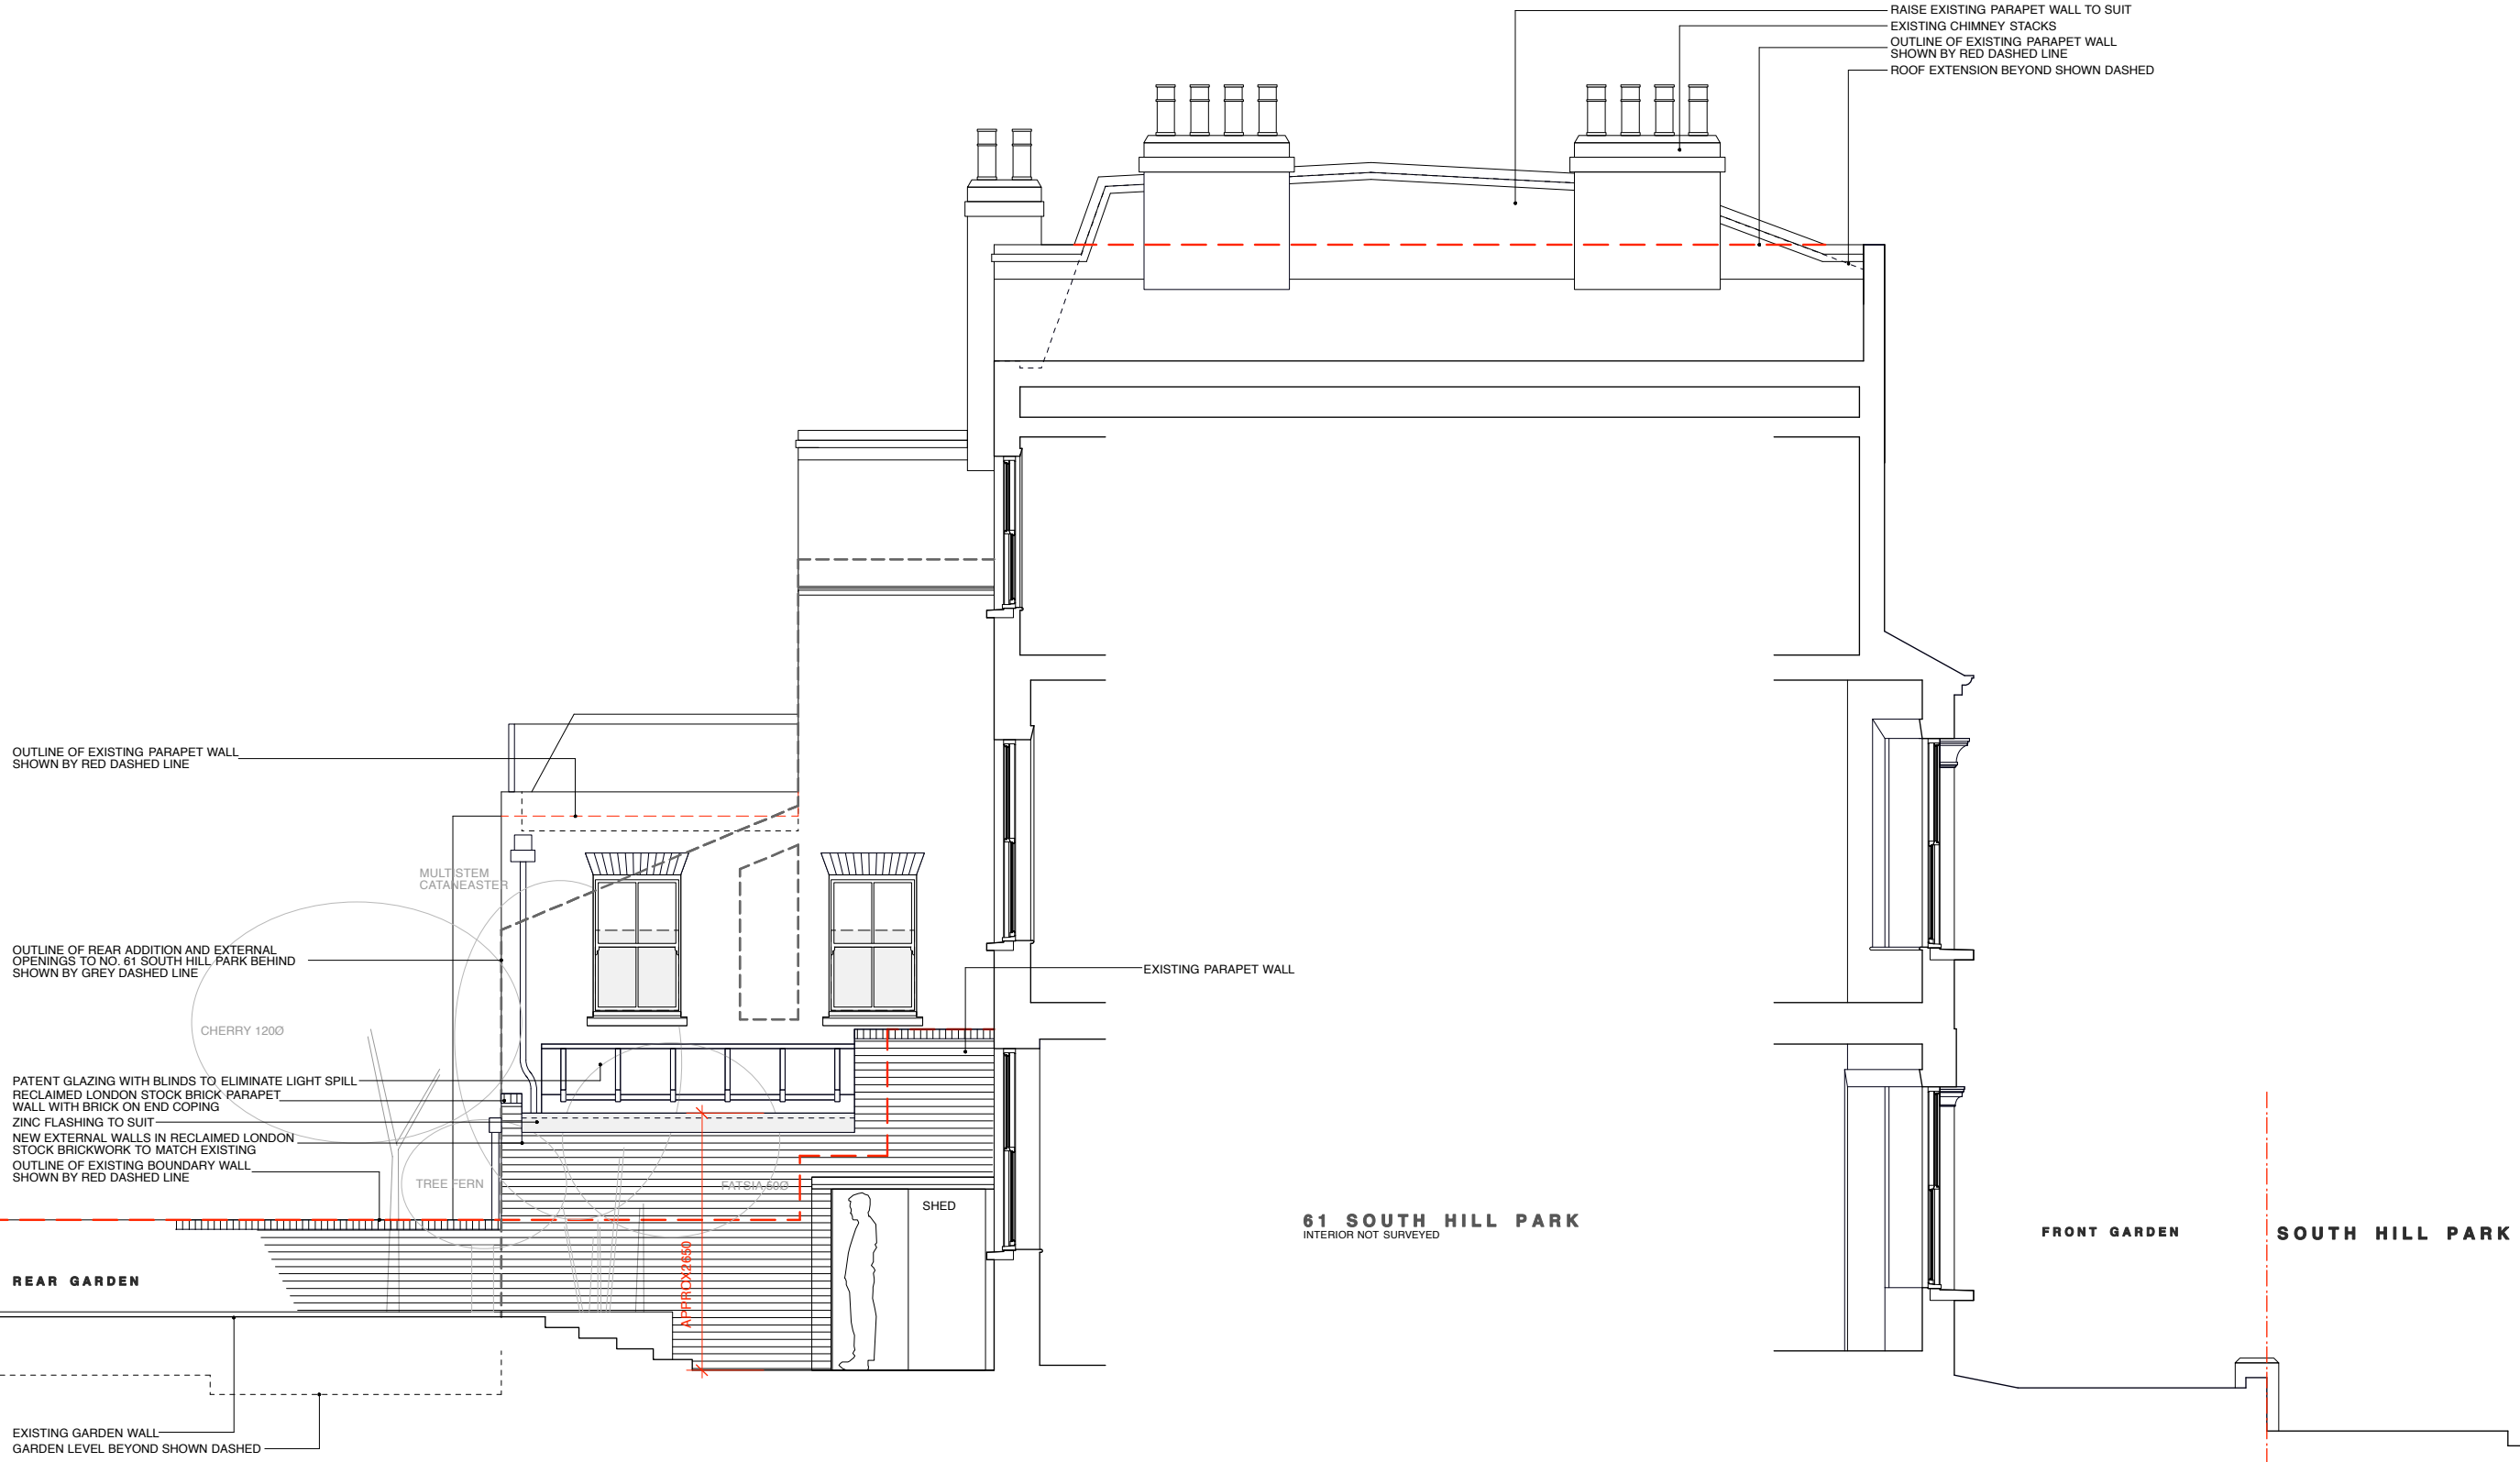 RAISE EXISTING PARAPET WALL TO SUIT
EXISTING CHIMNEY STACKS
OUTLINE OF EXISTING PARAPET WALL
SHOWN BY RED DASHED LINE
ROOF EXTENSION BEYOND SHOWN DASHED
OUTLINE OF EXISTING PARAPET WALL
SHOWN BY RED DASHED LINE
MULTISTEM
CATANEASTER
OUTLINE OF REAR ADDITION AND EXTERNAL
OPENINGS TO NO. 61 SOUTH HILL PARK BEHIND
SHOWN BY GREY DASHED LINE
EXISTING PARAPET WALL
CHERRY 120Ø
PATENT GLAZING WITH BLINDS TO ELIMINATE LIGHT SPILL
RECLAIMED LONDON STOCK BRICK PARAPET
WALL WITH BRICK ON END COPING
ZINC FLASHING TO SUIT
NEW EXTERNAL WALLS IN RECLAIMED LONDON
STOCK BRICKWORK TO MATCH EXISTING
OUTLINE OF EXISTING BOUNDARY WALL
SHOWN BY RED DASHED LINE
TREE FERN
FATSIA 50Ø
SHED
61 SOUTH HILL PARK
INTERIOR NOT SURVEYED
FRONT GARDEN
SOUTH HILL PARK
REAR GARDEN
APPROX2650
EXISTING GARDEN WALL
GARDEN LEVEL BEYOND SHOWN DASHED